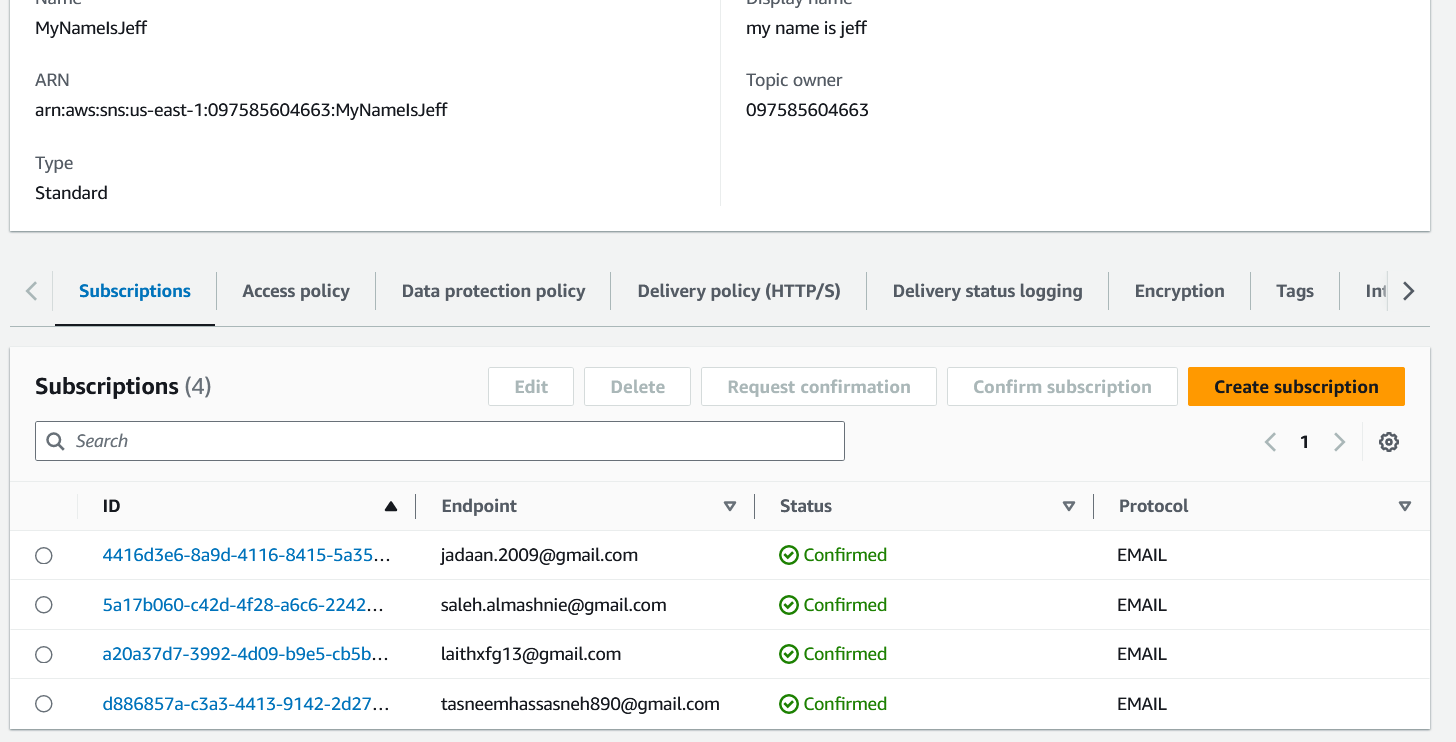 Name
Display name
MyNameIsJeff
my name is jeff
ARN
Topic owner
arn:aws:sns:us-east-1:097585604663:MyNameIsJeff
097585604663
Type
Standard
Subscriptions
Access policy
Data protection policy
Delivery policy (HTTP/S)
Delivery status logging
Encryption
Tags
Int
Subscriptions (4)
Edit
Delete
Request confirmation
Confirm subscription
Create subscription
Search
1
ID
Endpoint
Status
Protocol
4416d3e6-8a9d-4116-8415-5a35... jadaan.2009@gmail.com Confirmed EMAIL
5a17b060-c42d-4f28-a6c6-2242... saleh.almashnie@gmail.com Confirmed EMAIL
a20a37d7-3992-4d09-b9e5-cb5b... laithxfg13@gmail.com Confirmed EMAIL
d886857a-c3a3-4413-9142-2d27... tasneemhassasneh890@gmail.com Confirmed EMAIL